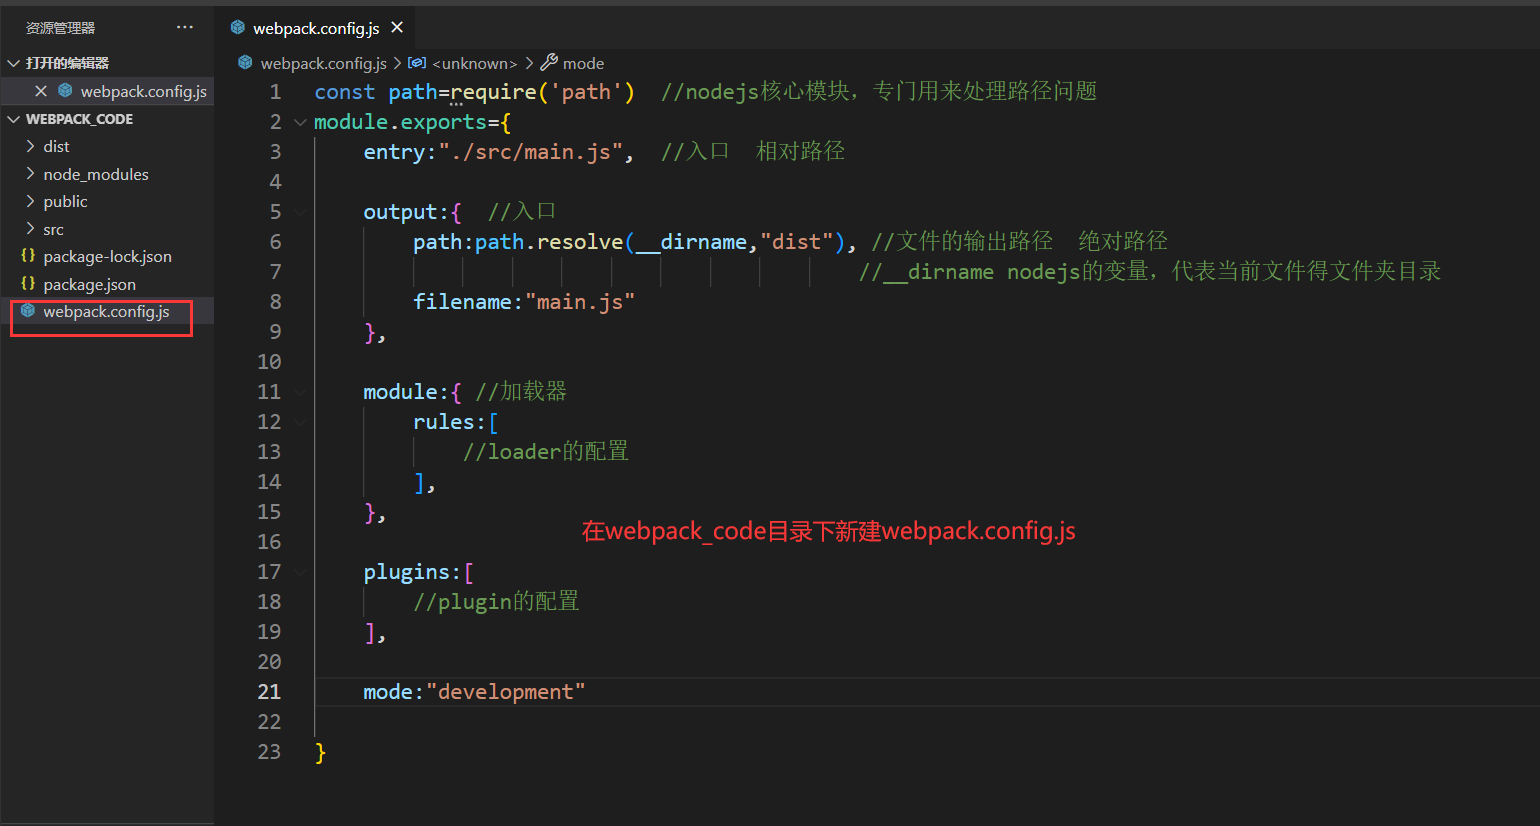 资源管理器 ···
webpack.config.js
打开的编辑器
webpack.config.js
WEBPACK_CODE
dist
node_modules
public
src
{} package-lock.json
{} package.json
webpack.config.js
webpack.config.js > <unknown> > mode
1 const path=require('path')  //nodejs核心模块，专门用来处理路径问题
2 module.exports={
3     entry:"./src/main.js",  //入口  相对路径
4
5     output:{  //入口
6         path:path.resolve(__dirname,"dist"), //文件的输出路径  绝对路径
7                                             //__dirname nodejs的变量，代表当前文件得文件夹目录
8         filename:"main.js"
9     },
10
11     module:{ //加载器
12         rules:[
13             //loader的配置
14         ],
15     },
在webpack_code目录下新建webpack.config.js
16
17     plugins:[
18         //plugin的配置
19     ],
20
21     mode:"development"
22
23 }